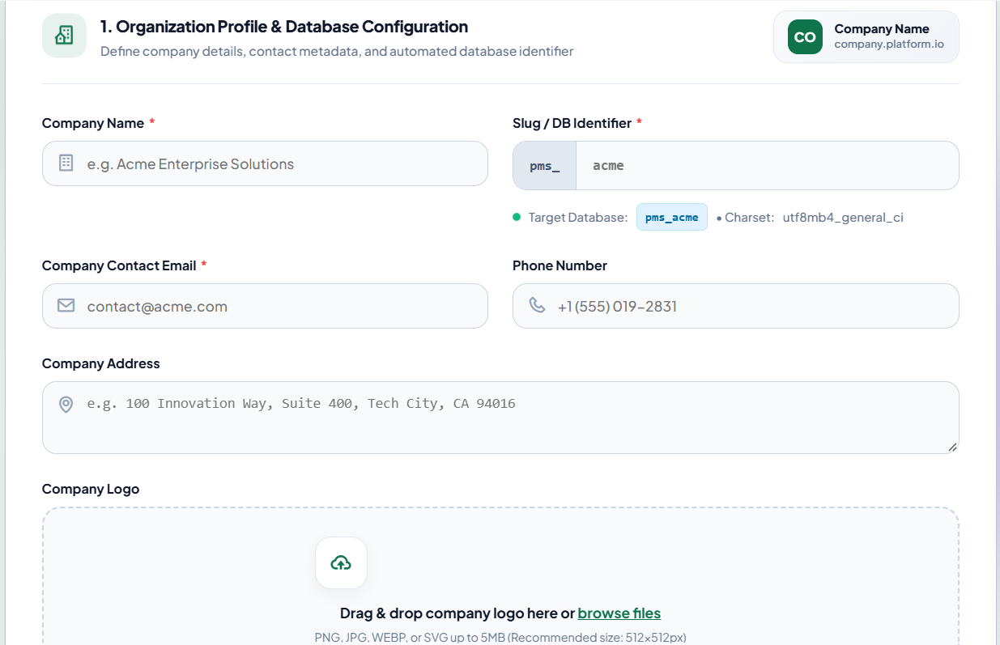 1. Organization Profile & Database Configuration
Define company details, contact metadata, and automated database identifier
CO
Company Name
company.platform.io
Company Name *
e.g. Acme Enterprise Solutions
Slug / DB Identifier *
pms_
acme
Target Database: pms_acme • Charset: utf8mb4_general_ci
Company Contact Email *
contact@acme.com
Phone Number
+1 (555) 019-2831
Company Address
e.g. 100 Innovation Way, Suite 400, Tech City, CA 94016
Company Logo
Drag & drop company logo here or browse files
PNG, JPG, WEBP, or SVG up to 5MB (Recommended size: 512×512px)